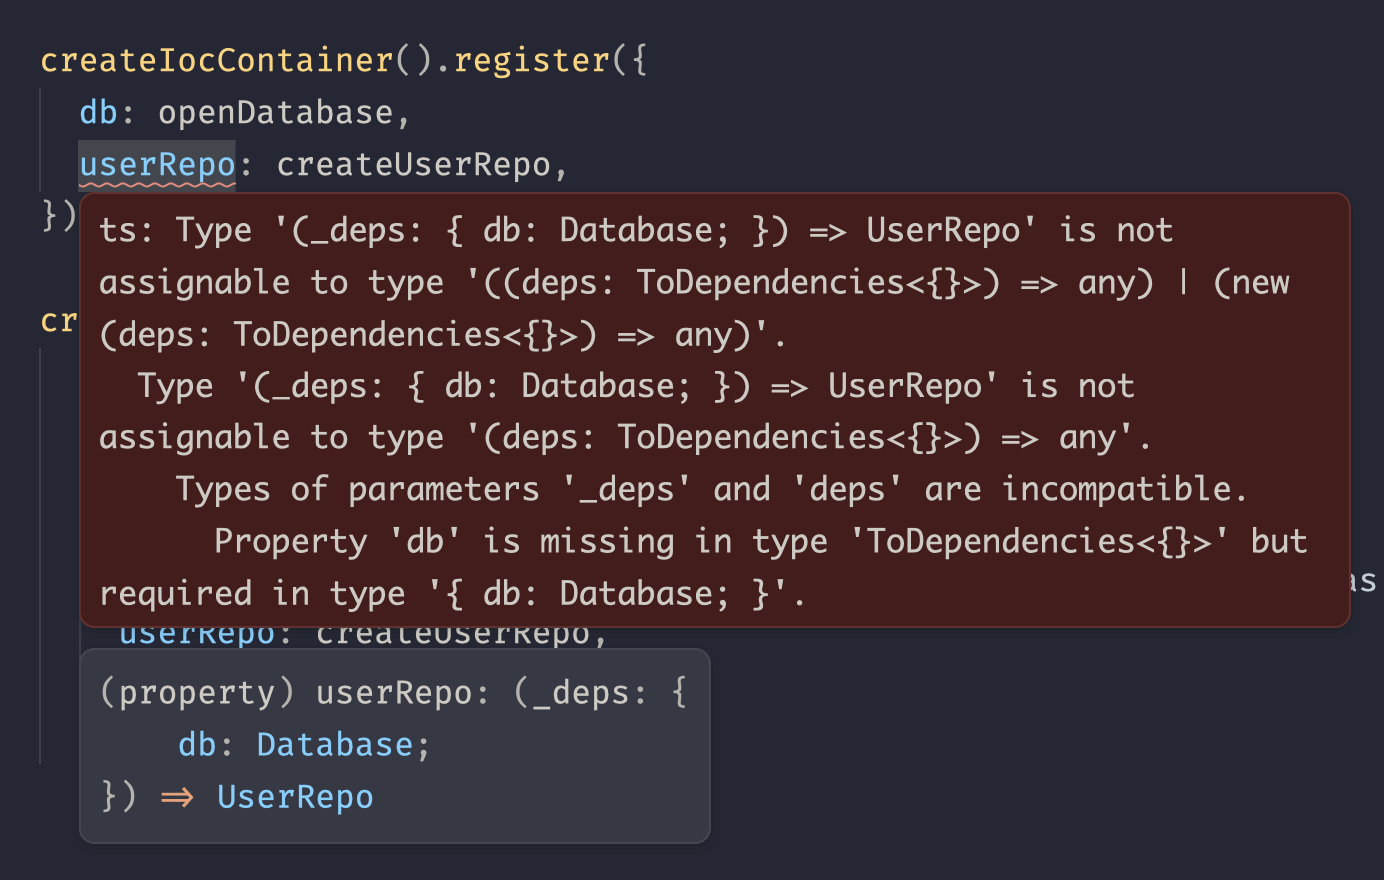 createIocContainer().register({
db: openDatabase,
userRepo: createUserRepo,
})
ts: Type '(_deps: { db: Database; }) => UserRepo' is not
assignable to type '((deps: ToDependencies<{}>) => any) | (new
(deps: ToDependencies<{}>) => any)'.
Type '(_deps: { db: Database; }) => UserRepo' is not
assignable to type '(deps: ToDependencies<{}>) => any'.
Types of parameters '_deps' and 'deps' are incompatible.
Property 'db' is missing in type 'ToDependencies<{}>' but
required in type '{ db: Database; }'.
cr
as
userRepo: createUserRepo,
(property) userRepo: (_deps: {
db: Database;
}) => UserRepo